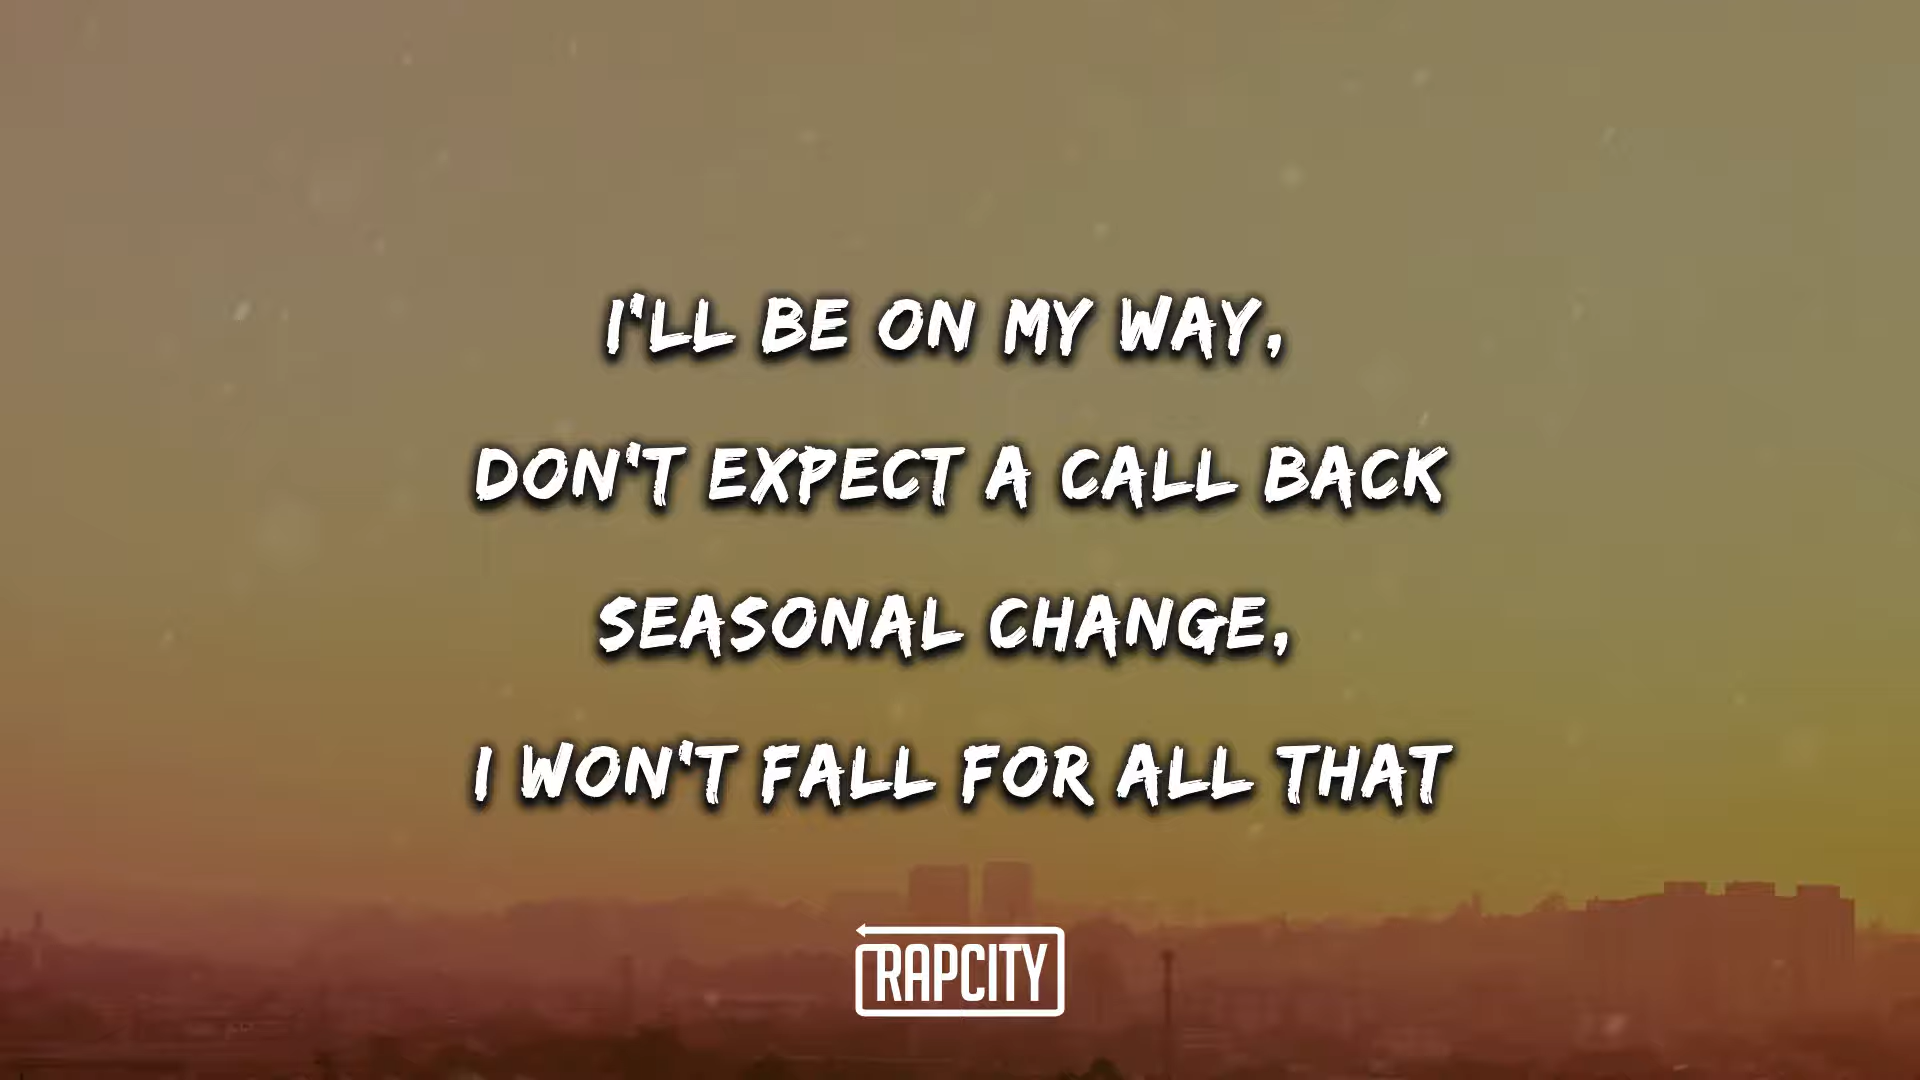 I'LL BE ON MY WAY,
DON'T EXPECT A CALL BACK
SEASONAL CHANGE,
I WON'T FALL FOR ALL THAT
RAPCITY